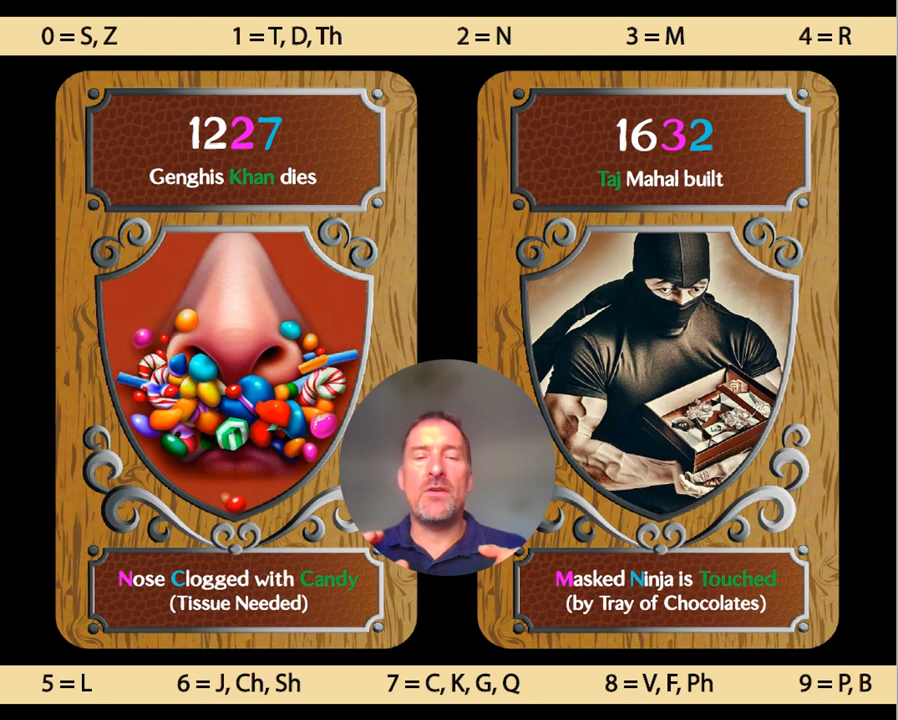 0 = S, Z 1 = T, D, Th 2 = N 3 = M 4 = R
1227
Genghis Khan dies
Nose Clogged with Candy
(Tissue Needed)
1632
Taj Mahal built
Masked Ninja is Touched
(by Tray of Chocolates)
5 = L 6 = J, Ch, Sh 7 = C, K, G, Q 8 = V, F, Ph 9 = P, B